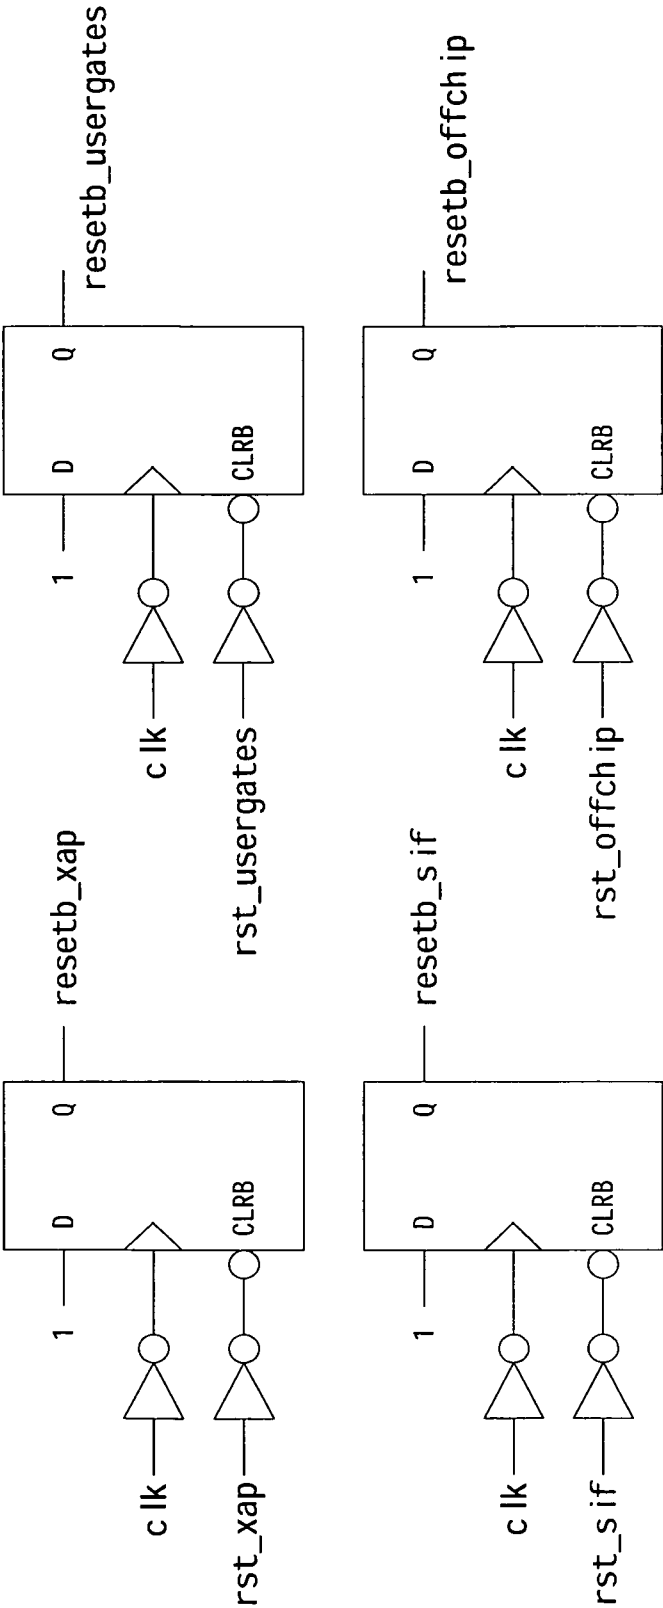 1
D
Q
resetb_xap
clk
rst_xap
CLRB
1
D
Q
resetb_usergates
clk
rst_usergates
CLRB
1
D
Q
resetb_sif
clk
rst_sif
CLRB
1
D
Q
resetb_offchip
clk
rst_offchip
CLRB